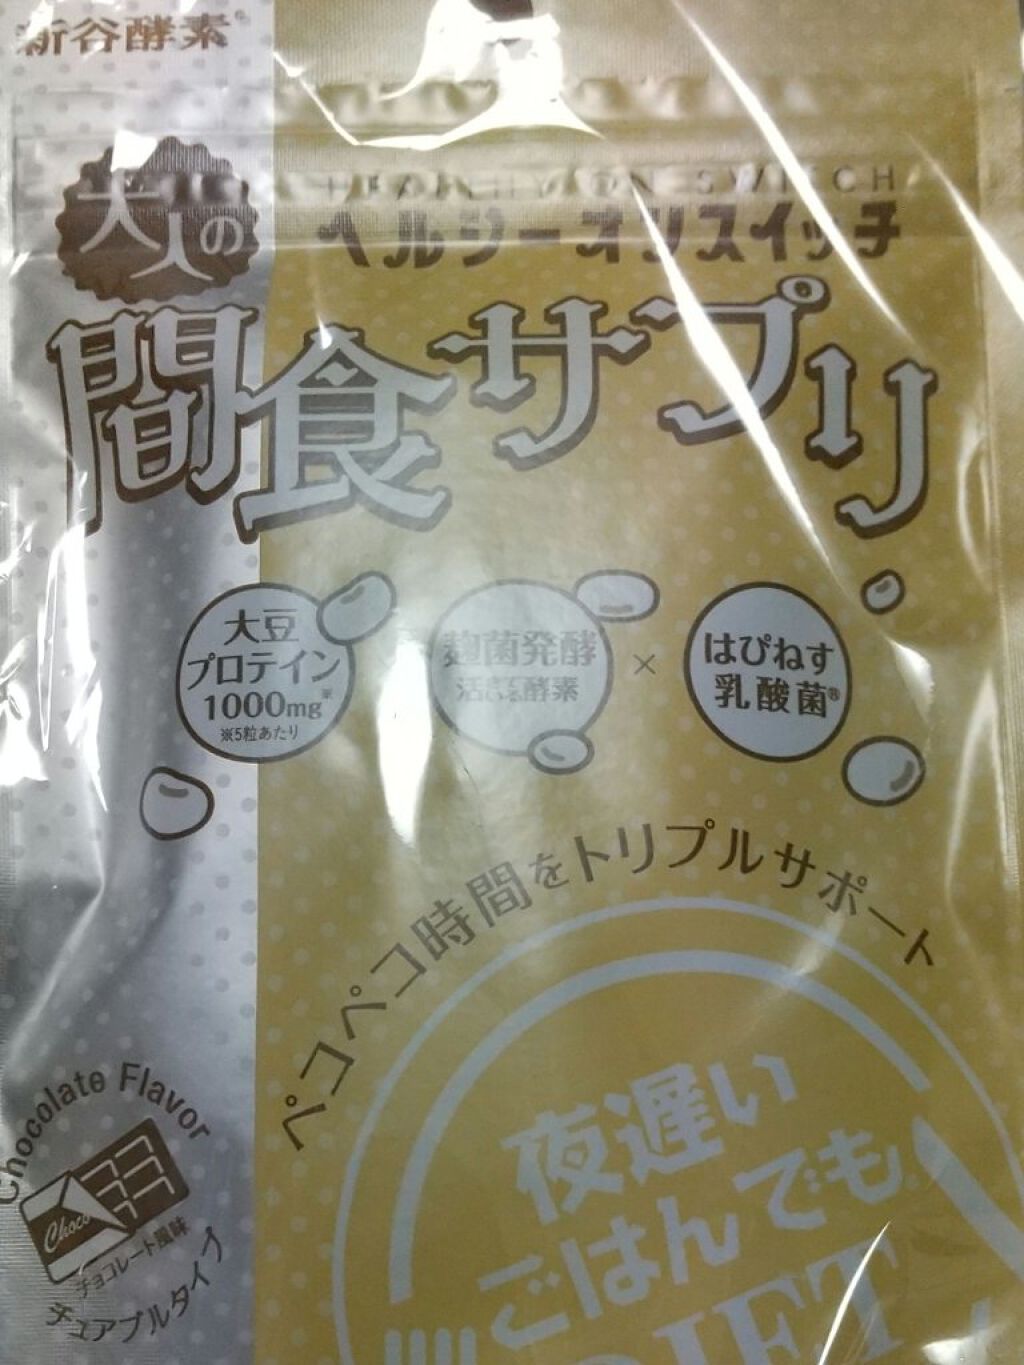 新谷酵素®
HEALTHY ON SWITCH
ヘルシーオンスイッチ
大人の
間食サプリ
大豆
プロテイン
1000mg※
※5粒あたり
麹菌発酵
活きた酵素
×
はぴねす
乳酸菌®
ペコペコ時間をトリプルサポート
Chocolate Flavor
Choco
チョコレート風味
チュアブルタイプ
夜遅い
ごはんでも
DIET